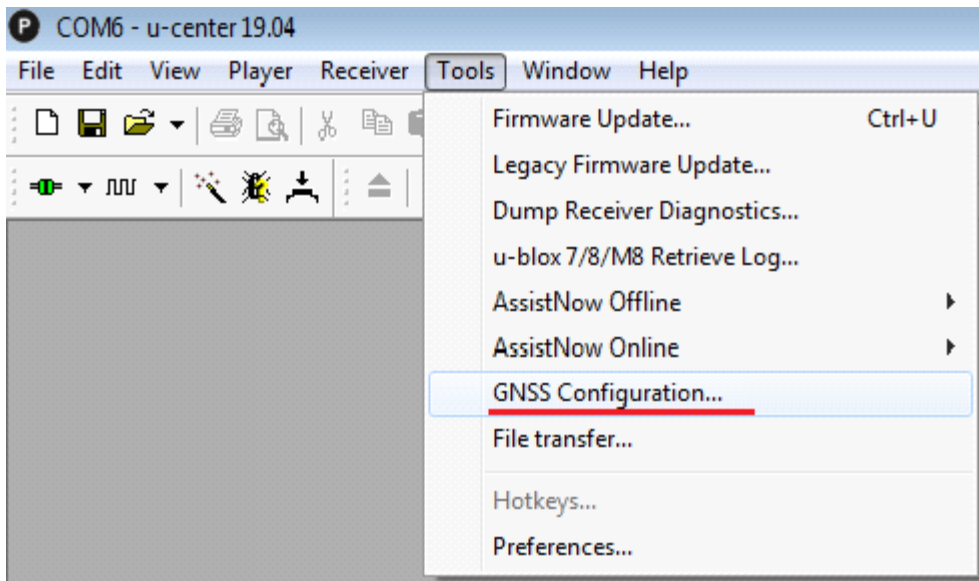 P COM6 - u-center 19.04
File Edit View Player Receiver Tools Window Help
Firmware Update... Ctrl+U
Legacy Firmware Update...
Dump Receiver Diagnostics...
u-blox 7/8/M8 Retrieve Log...
AssistNow Offline
AssistNow Online
GNSS Configuration...
File transfer...
Hotkeys...
Preferences...